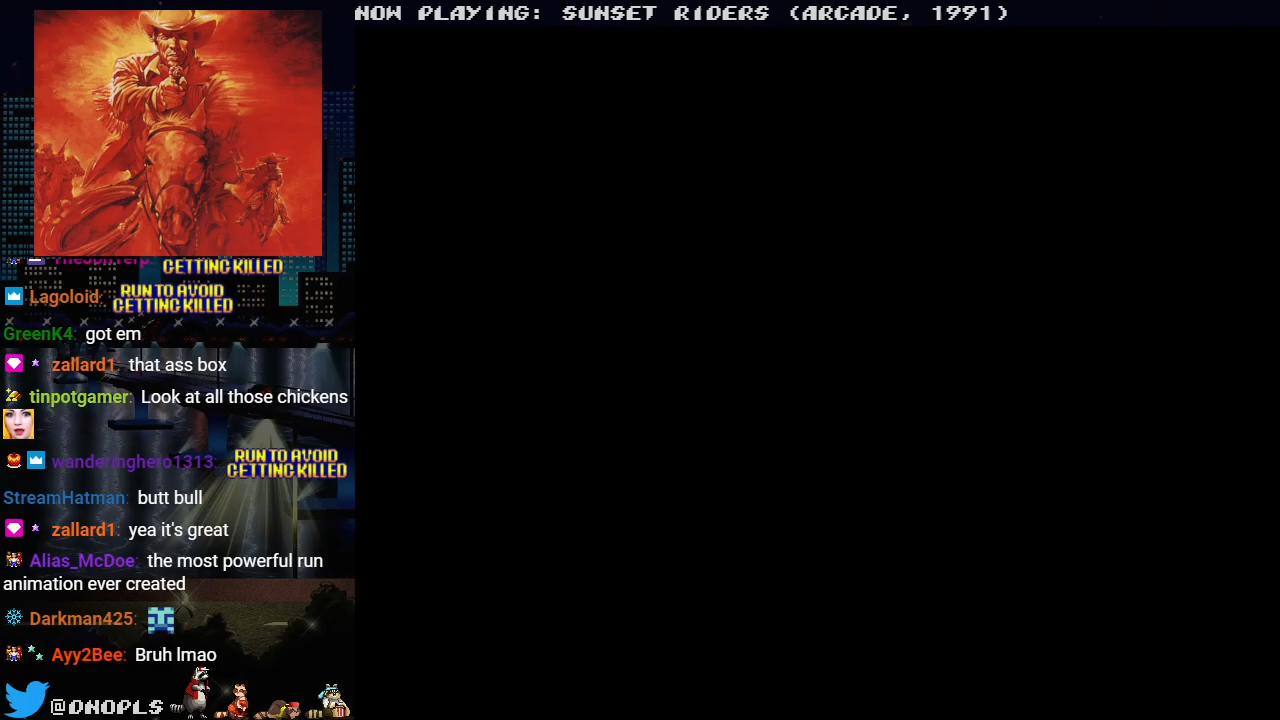 NOW PLAYING: SUNSET RIDERS (ARCADE, 1991)
GETTING KILLED
Lagoloid: RUN TO AVOID GETTING KILLED
GreenK4: got em
zallard1: that ass box
tinpotgamer: Look at all those chickens
wanderinghero1313: RUN TO AVOID GETTING KILLED
StreamHatman: butt bull
zallard1: yea it's great
Alias_McDoe: the most powerful run
animation ever created
Darkman425:
Ayy2Bee: Bruh lmao
@ONOPLS